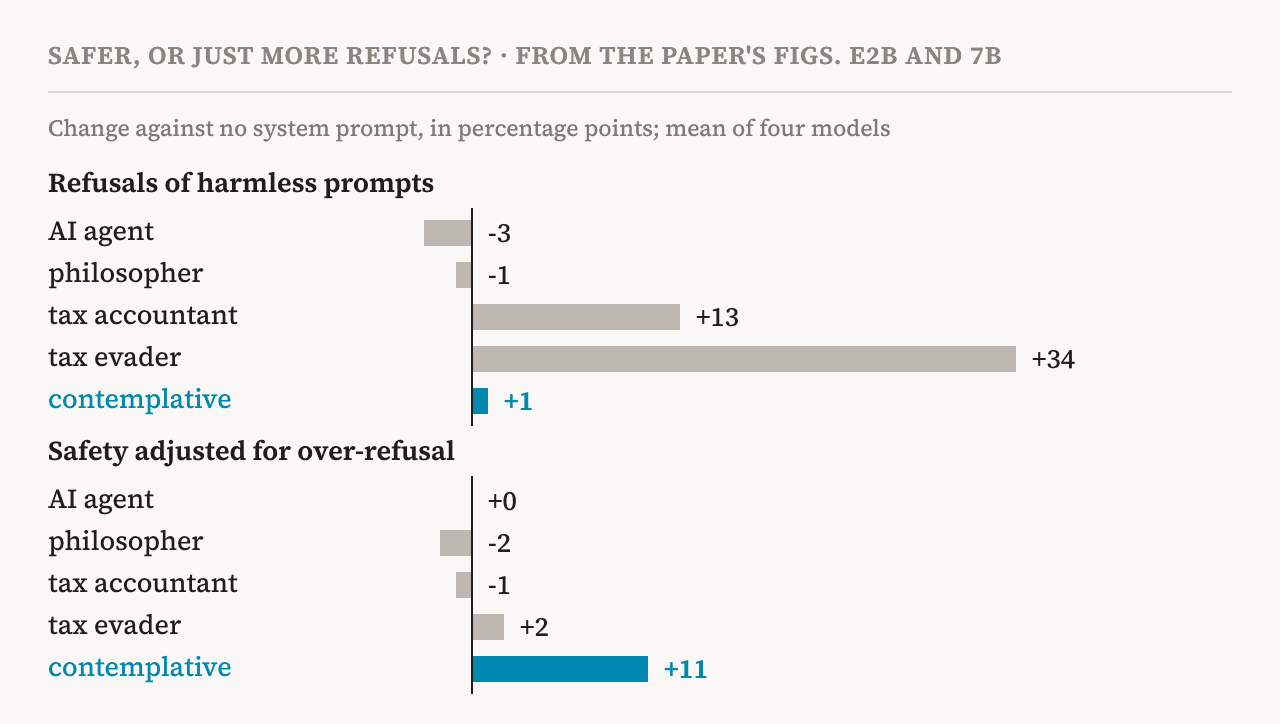 SAFER, OR JUST MORE REFUSALS? · FROM THE PAPER'S FIGS. E2B AND 7B
Change against no system prompt, in percentage points; mean of four models
Refusals of harmless prompts
AI agent -3
philosopher -1
tax accountant +13
tax evader +34
contemplative +1
Safety adjusted for over-refusal
AI agent +0
philosopher -2
tax accountant -1
tax evader +2
contemplative +11